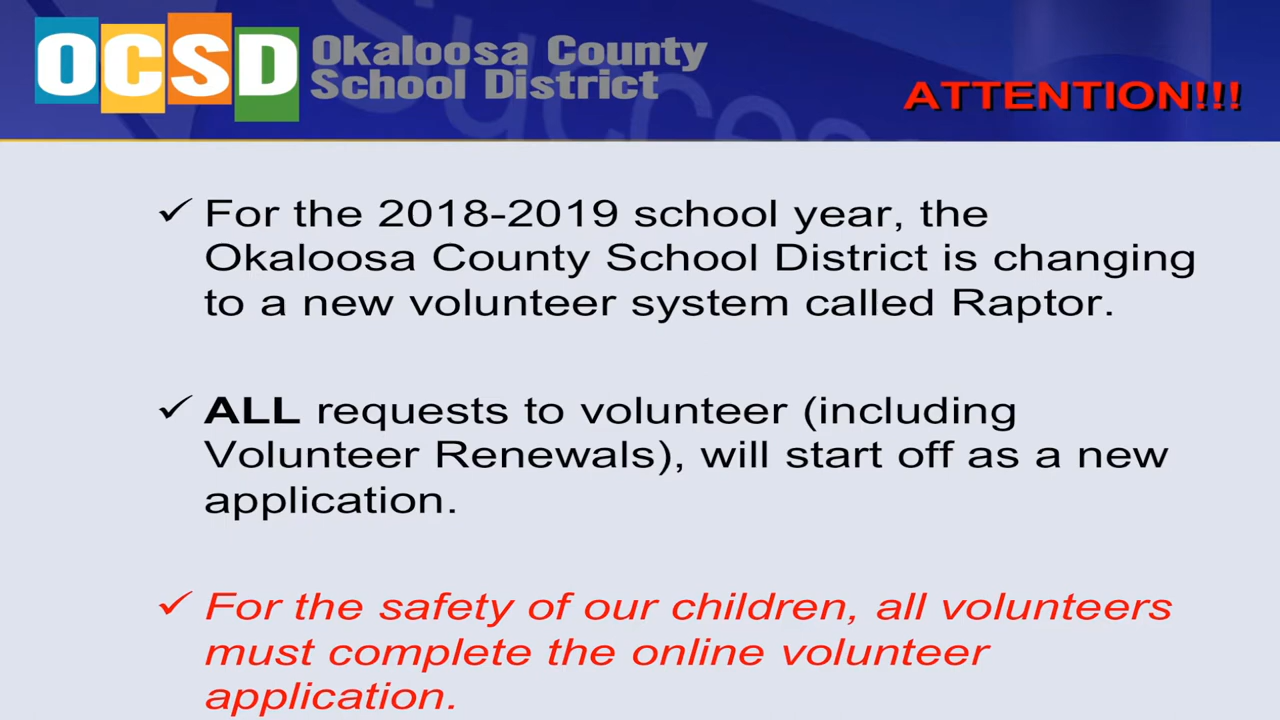 OCSD Okaloosa County
School District
ATTENTION!!!
Success
✓ For the 2018-2019 school year, the
Okaloosa County School District is changing
to a new volunteer system called Raptor.
✓ ALL requests to volunteer (including
Volunteer Renewals), will start off as a new
application.
✓ For the safety of our children, all volunteers
must complete the online volunteer
application.